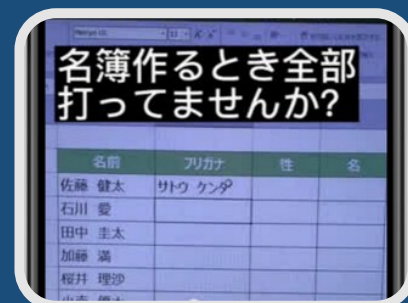 名簿作るとき全部
打ってませんか?
名前 フリガナ 性 名
佐藤 健太 サトウ ケンタ
石川 愛
田中 圭太
加藤 満
桜井 理沙